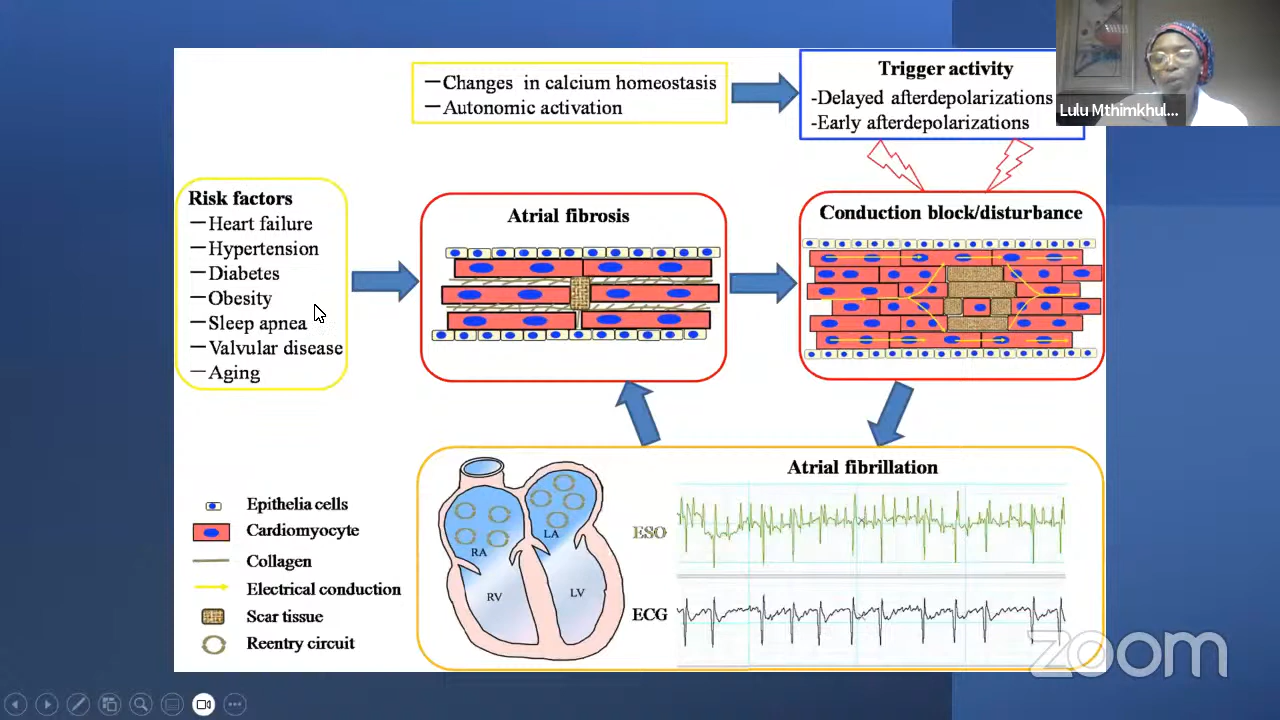 —Changes in calcium homeostasis
—Autonomic activation
Trigger activity
-Delayed afterdepolarizations
-Early afterdepolarizations
Lulu Mthimkhul...
Risk factors
—Heart failure
—Hypertension
—Diabetes
—Obesity
—Sleep apnea
—Valvular disease
—Aging
Atrial fibrosis
Conduction block/disturbance
Atrial fibrillation
ESO
ECG
RA
LA
RV
LV
Epithelia cells
Cardiomyocyte
Collagen
Electrical conduction
Scar tissue
Reentry circuit
zoom